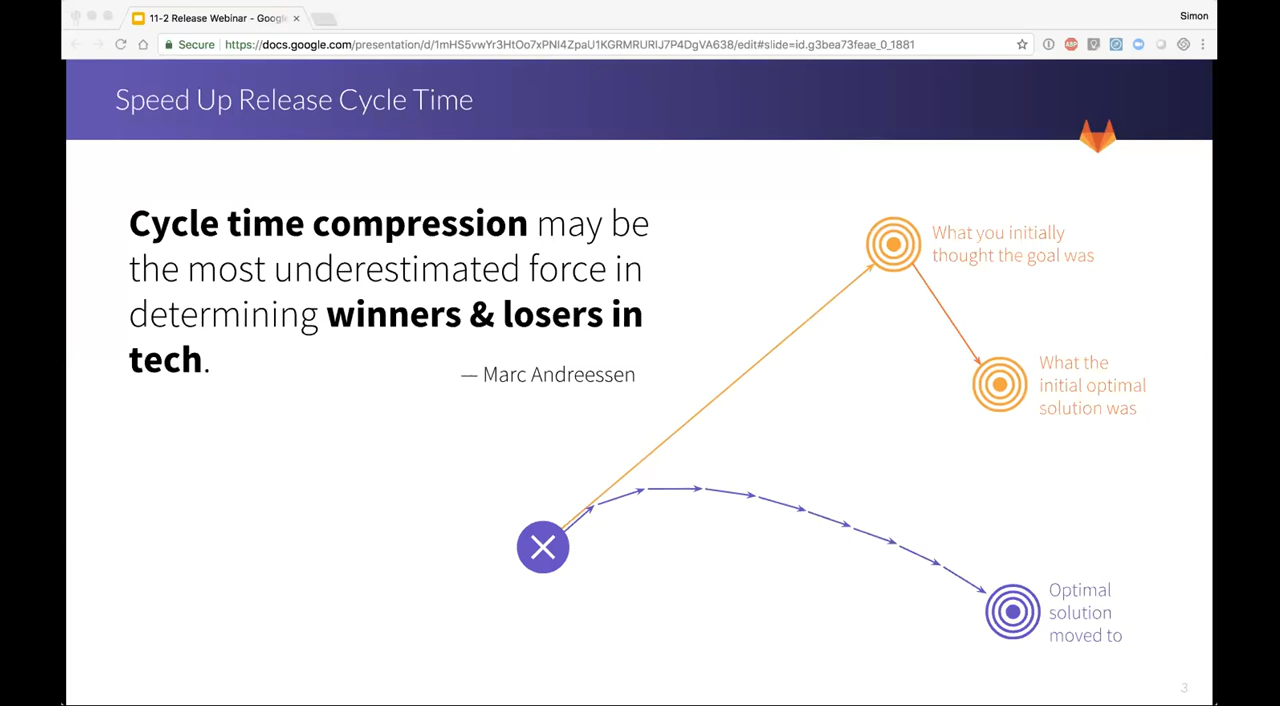 11-2 Release Webinar - Google
Simon
Secure
https://docs.google.com/presentation/d/1mHS5vwYr3HtOo7xPNI4ZpaU1KGRMRURIJ7P4DgVA638/edit#slide=id.g3bea73feae_0_1881
ABP
Speed Up Release Cycle Time
Cycle time compression may be
the most underestimated force in
determining winners & losers in
tech.
— Marc Andreessen
What you initially
thought the goal was
What the
initial optimal
solution was
Optimal
solution
moved to
3